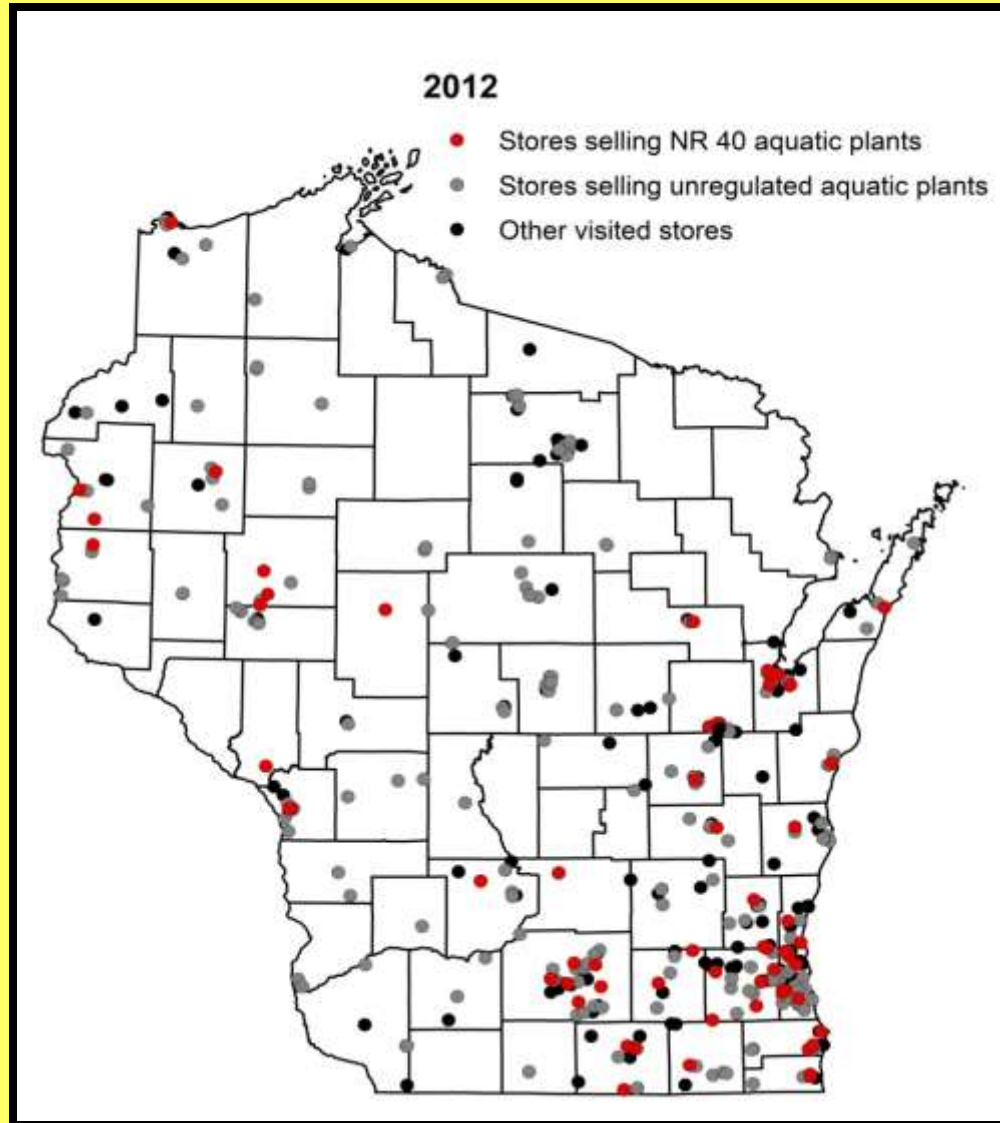 2012
Stores selling NR 40 aquatic plants
Stores selling unregulated aquatic plants
Other visited stores